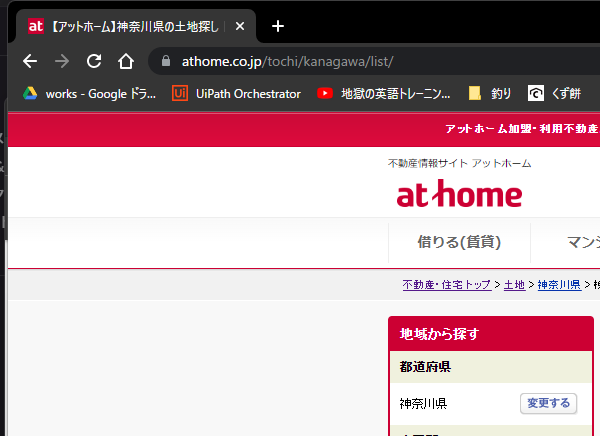 at 【アットホーム】神奈川県の土地探し
athome.co.jp/tochi/kanagawa/list/
works - Google ドラ... Ui UiPath Orchestrator 地獄の英語トレーニン... 釣り くず餅
アットホーム加盟・利用不動産
不動産情報サイト アットホーム
at home
借りる(賃貸) マン
不動産・住宅トップ > 土地 > 神奈川県 >
地域から探す
都道府県
神奈川県 変更する